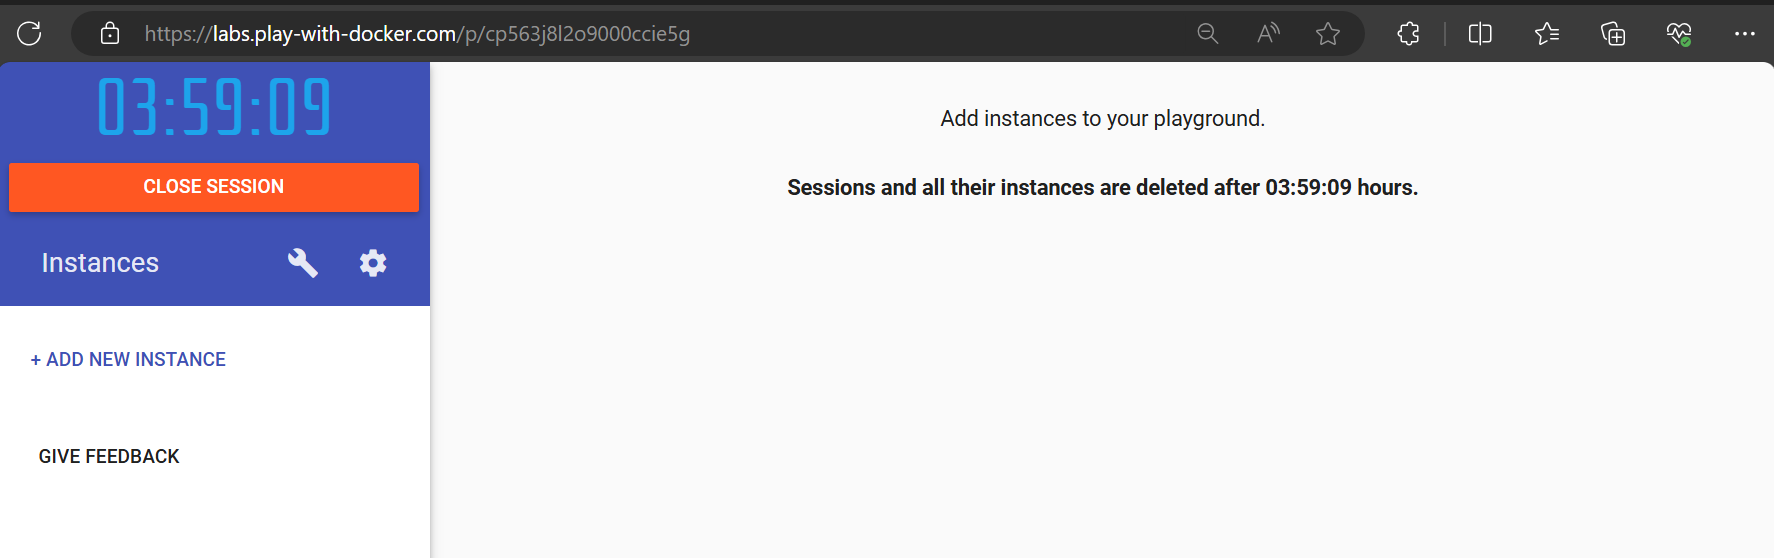 https://labs.play-with-docker.com/p/cp563j8l2o9000ccie5g
03:59:09
CLOSE SESSION
Instances
+ ADD NEW INSTANCE
GIVE FEEDBACK
Add instances to your playground.
Sessions and all their instances are deleted after 03:59:09 hours.